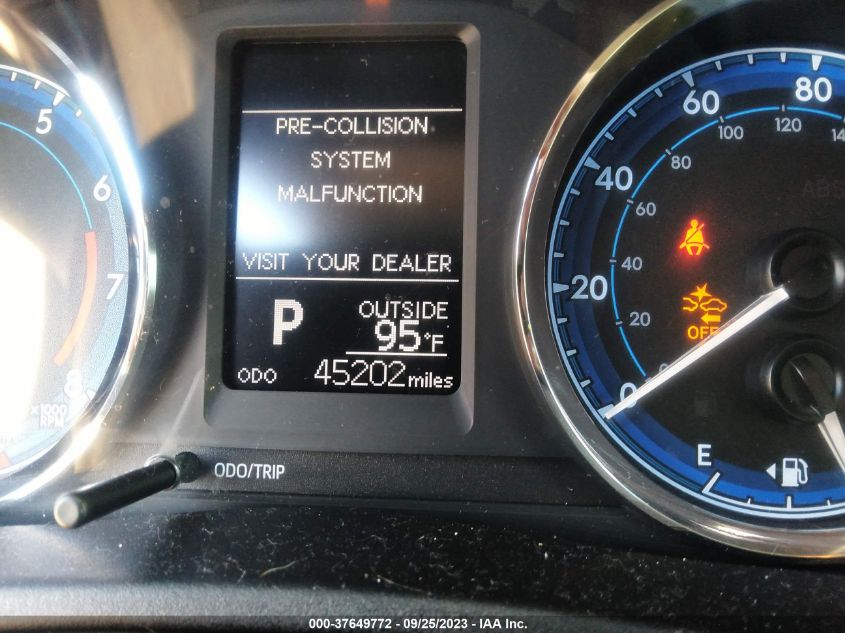 PRE-COLLISION
SYSTEM
MALFUNCTION
VISIT YOUR DEALER
P
OUTSIDE
95°F
ODO 45202 miles
5
6
7
8
x1000
RPM
0
20
40
60
80
20
40
60
80
100
120
ABS
OFF
E
ODO/TRIP
000-37649772 - 09/25/2023 - IAA Inc.